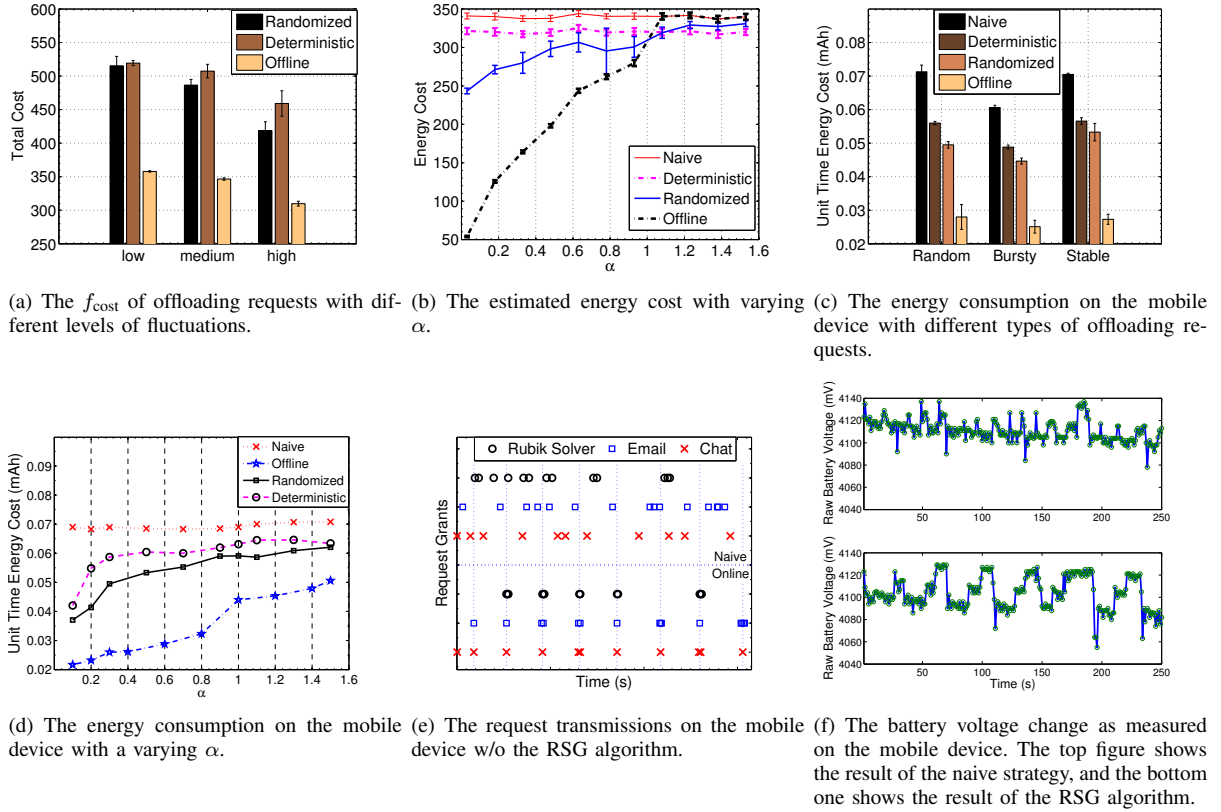 600
550
500
450
400
350
300
250
Total Cost
Randomized
Deterministic
Offline
low
medium
high
(a) The f_cost of offloading requests with dif-
ferent levels of fluctuations.
350
300
250
200
150
100
50
Energy Cost
Naive
Deterministic
Randomized
Offline
0.2 0.4 0.6 0.8 1 1.2 1.4 1.6
α
(b) The estimated energy cost with varying
α.
0.09
0.08
0.07
0.06
0.05
0.04
0.03
0.02
Unit Time Energy Cost (mAh)
Naive
Deterministic
Randomized
Offline
Random
Bursty
Stable
(c) The energy consumption on the mobile
device with different types of offloading re-
quests.
0.09
0.08
0.07
0.06
0.05
0.04
0.03
0.02
Unit Time Energy Cost (mAh)
Naive
Offline
Randomized
Deterministic
0.2 0.4 0.6 0.8 1 1.2 1.4 1.6
α
(d) The energy consumption on the mobile
device with a varying α.
Rubik Solver Email Chat
Request Grants
Naive
Online
Time (s)
(e) The request transmissions on the mobile
device w/o the RSG algorithm.
4140
4120
4100
4080
4060
4040
Raw Battery Voltage (mV)
50 100 150 200 250
4140
4120
4100
4080
4060
4040
Raw Battery Voltage (mV)
50 100 150 200 250
Time (s)
(f) The battery voltage change as measured
on the mobile device. The top figure shows
the result of the naive strategy, and the bottom
one shows the result of the RSG algorithm.